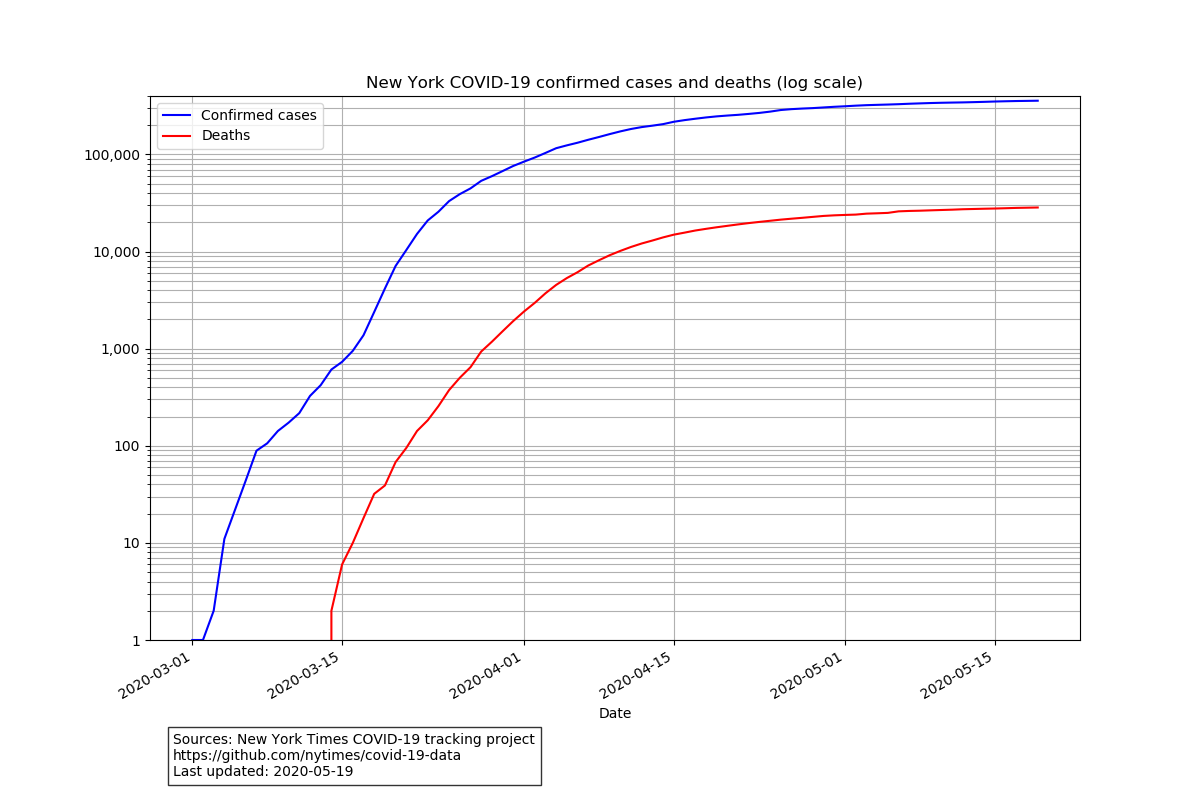 New York COVID-19 confirmed cases and deaths (log scale)
Confirmed cases
Deaths
100,000
10,000
1,000
100
10
1
2020-03-01
2020-03-15
2020-04-01
2020-04-15
2020-05-01
2020-05-15
Date
Sources: New York Times COVID-19 tracking project
https://github.com/nytimes/covid-19-data
Last updated: 2020-05-19